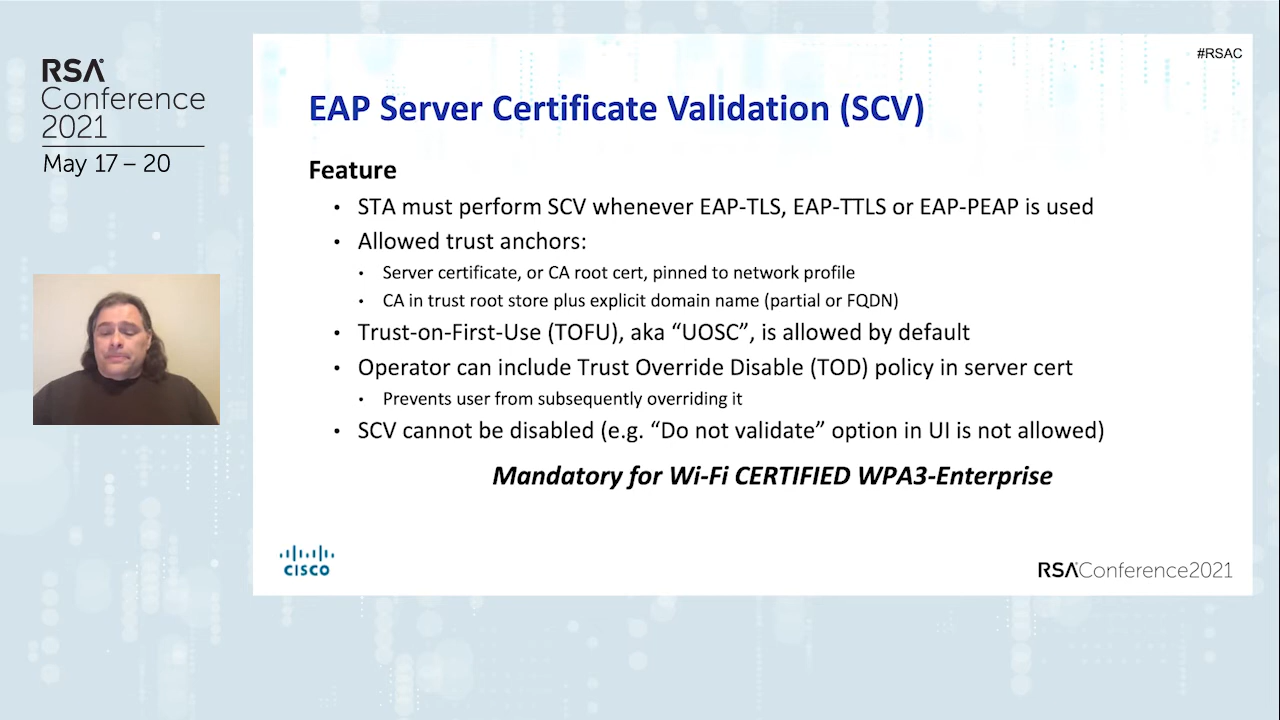 RSA
Conference
2021
May 17 – 20
#RSAC
EAP Server Certificate Validation (SCV)
Feature
• STA must perform SCV whenever EAP-TLS, EAP-TTLS or EAP-PEAP is used
• Allowed trust anchors:
• Server certificate, or CA root cert, pinned to network profile
• CA in trust root store plus explicit domain name (partial or FQDN)
• Trust-on-First-Use (TOFU), aka “UOSC”, is allowed by default
• Operator can include Trust Override Disable (TOD) policy in server cert
• Prevents user from subsequently overriding it
• SCV cannot be disabled (e.g. “Do not validate” option in UI is not allowed)
Mandatory for Wi-Fi CERTIFIED WPA3-Enterprise
CISCO
RSAConference2021